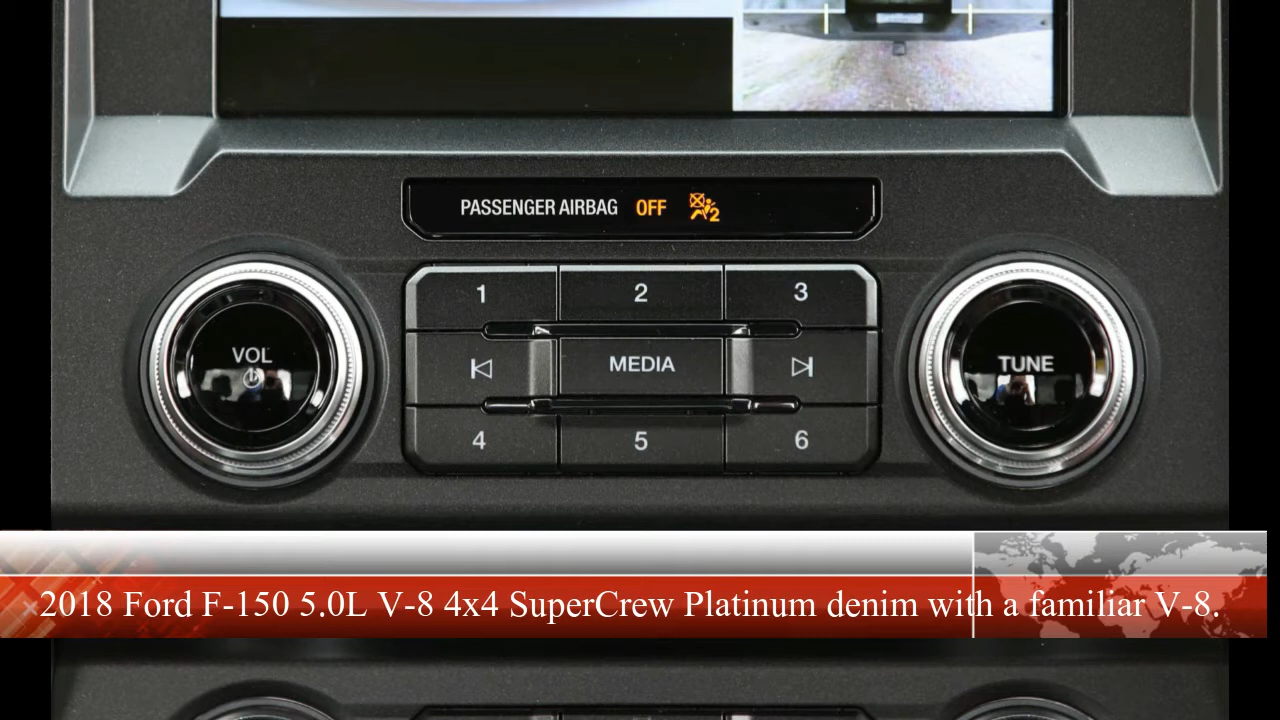 PASSENGER AIRBAG OFF 2
1 2 3
VOL MEDIA TUNE
4 5 6
2018 Ford F-150 5.0L V-8 4x4 SuperCrew Platinum denim with a familiar V-8.